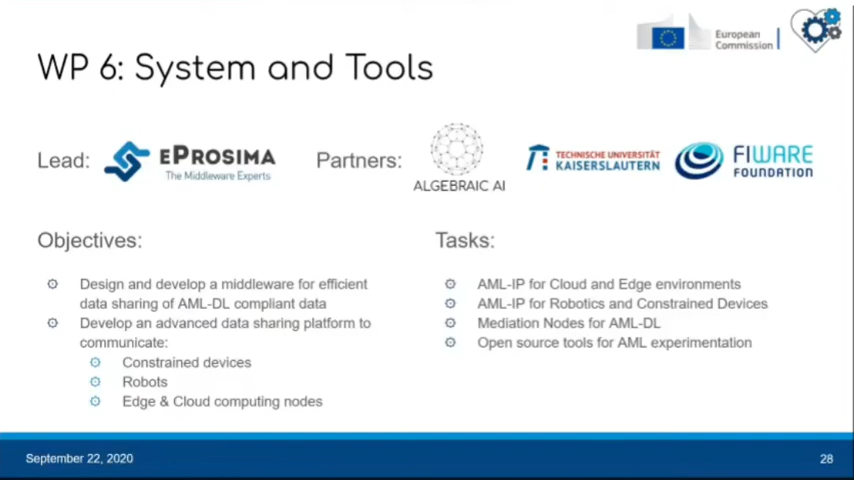 European
Commission
WP 6: System and Tools
Lead:
EPROSIMA
The Middleware Experts
Partners:
ALGEBRAIC AI
TECHNISCHE UNIVERSITÄT
KAISERSLAUTERN
FIWARE
FOUNDATION
Objectives:
Design and develop a middleware for efficient
data sharing of AML-DL compliant data
Develop an advanced data sharing platform to
communicate:
Constrained devices
Robots
Edge & Cloud computing nodes
Tasks:
AML-IP for Cloud and Edge environments
AML-IP for Robotics and Constrained Devices
Mediation Nodes for AML-DL
Open source tools for AML experimentation
September 22, 2020
28